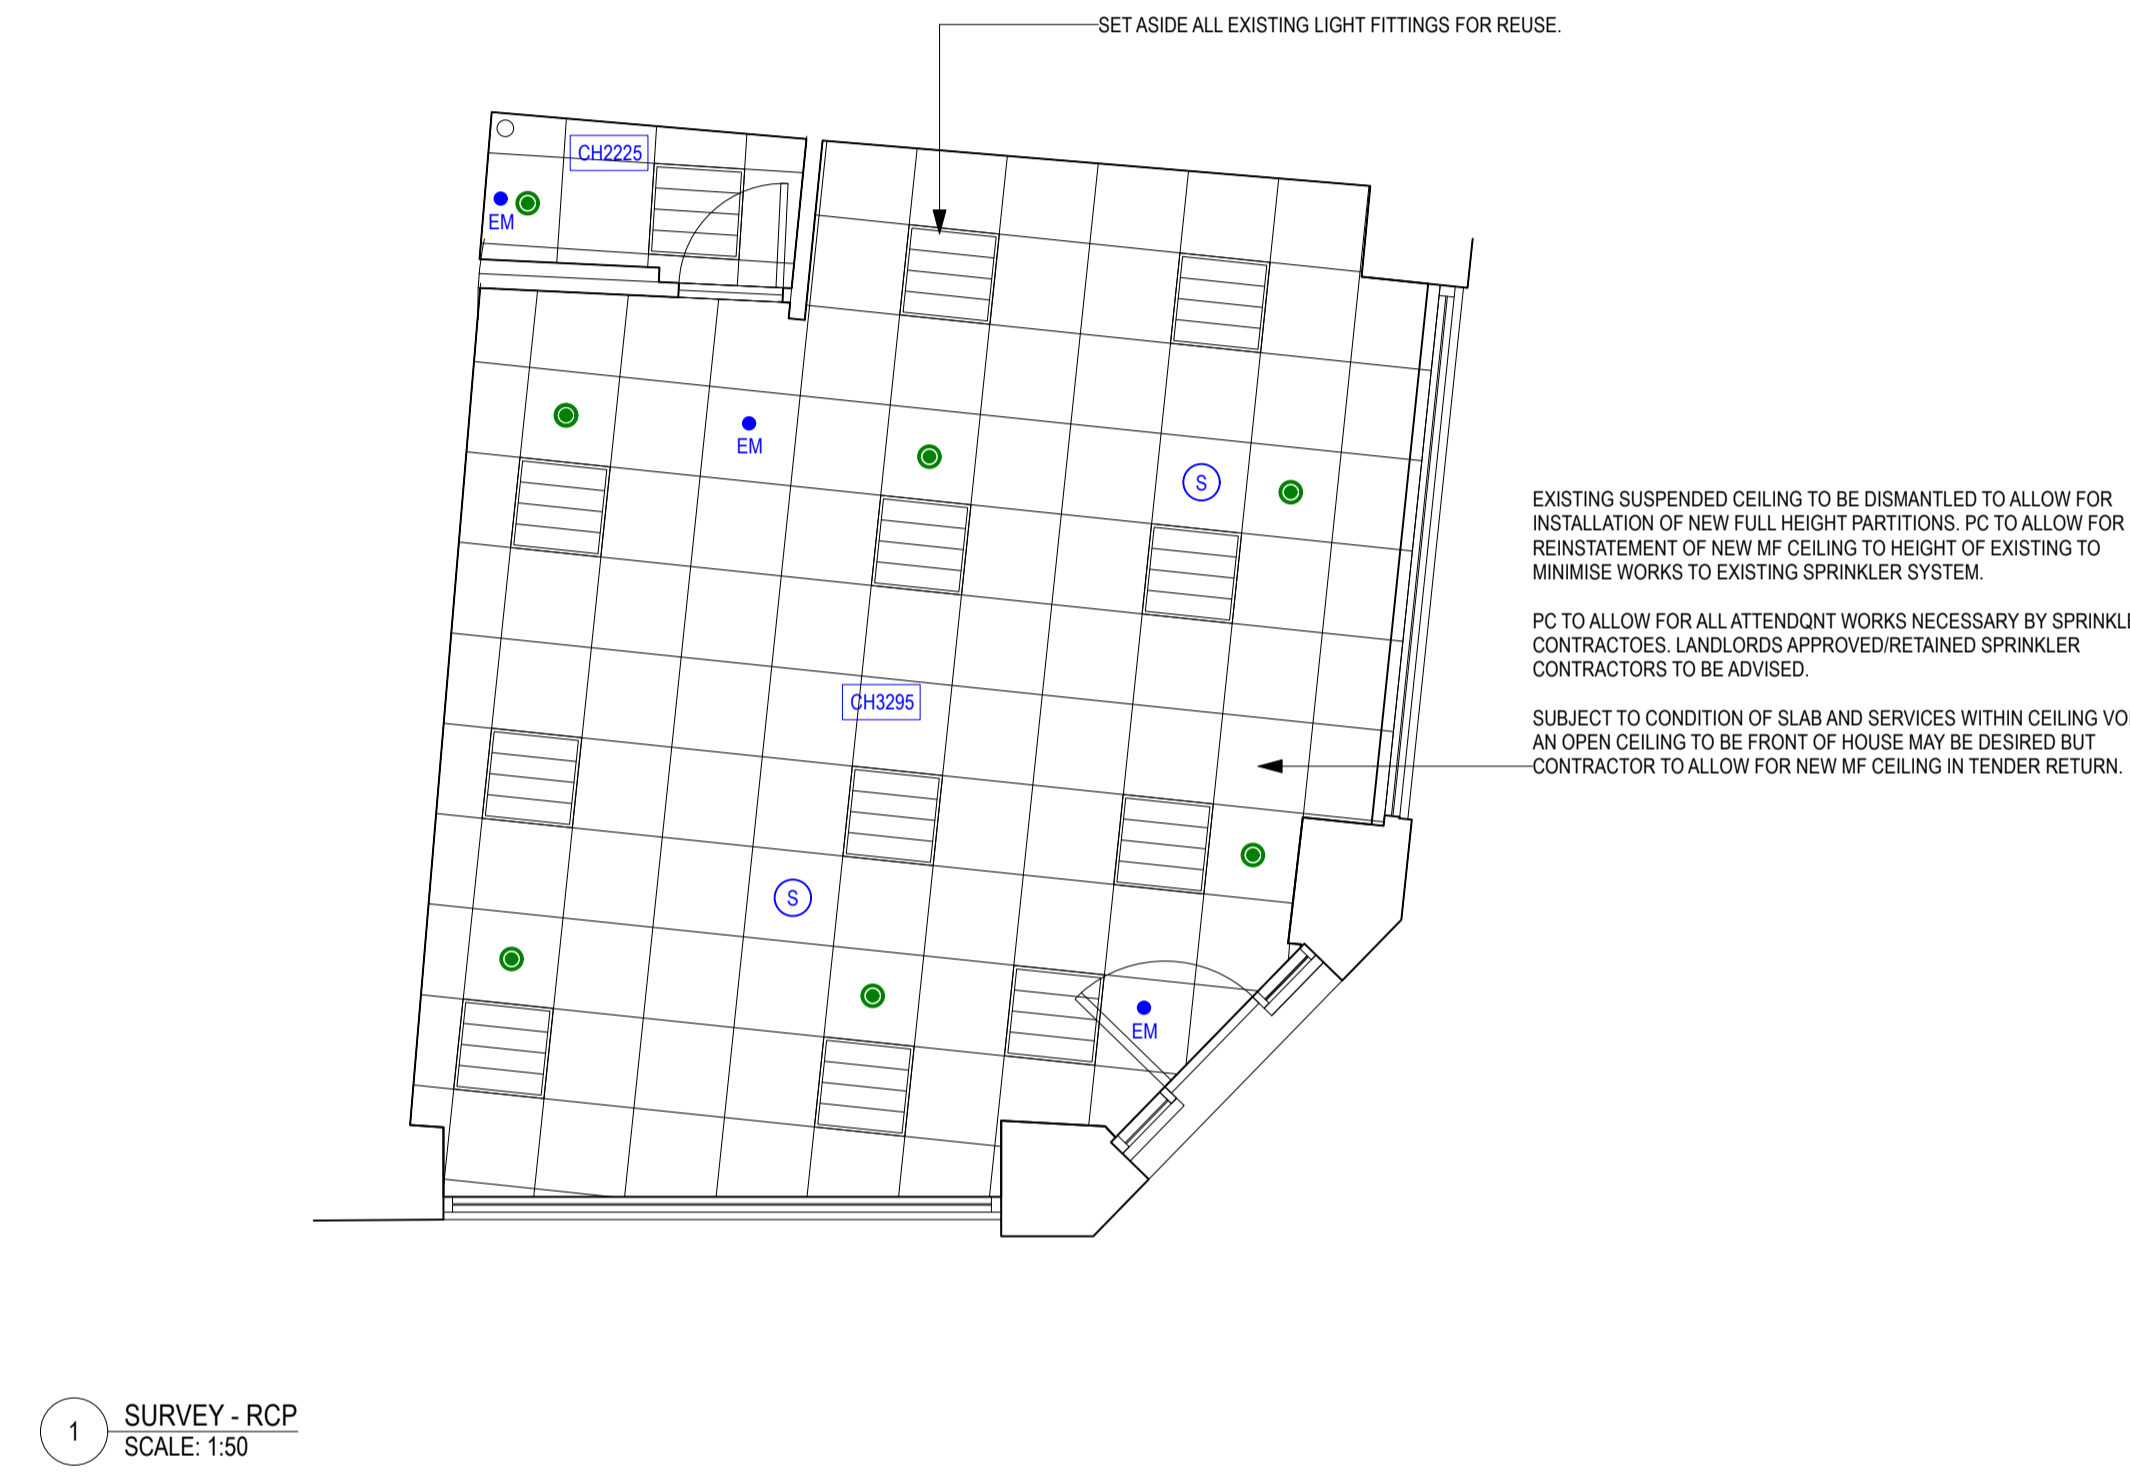 SET ASIDE ALL EXISTING LIGHT FITTINGS FOR REUSE.
CH2225
EM
EM
S
EXISTING SUSPENDED CEILING TO BE DISMANTLED TO ALLOW FOR
INSTALLATION OF NEW FULL HEIGHT PARTITIONS. PC TO ALLOW FOR
REINSTATEMENT OF NEW MF CEILING TO HEIGHT OF EXISTING TO
MINIMISE WORKS TO EXISTING SPRINKLER SYSTEM.
PC TO ALLOW FOR ALL ATTENDQNT WORKS NECESSARY BY
CONTRACTOES. LANDLORDS APPROVED/RETAINED SPRINKLER
CONTRACTORS TO BE ADVISED.
SUBJECT TO CONDITION OF SLAB AND SERVICES WITHIN CEILING
AN OPEN CEILING TO BE FRONT OF HOUSE MAY BE DESIRED BUT
CONTRACTOR TO ALLOW FOR NEW MF CEILING IN TENDER RETURN.
CH3295
S
EM
1
SURVEY - RCP
SCALE: 1:50